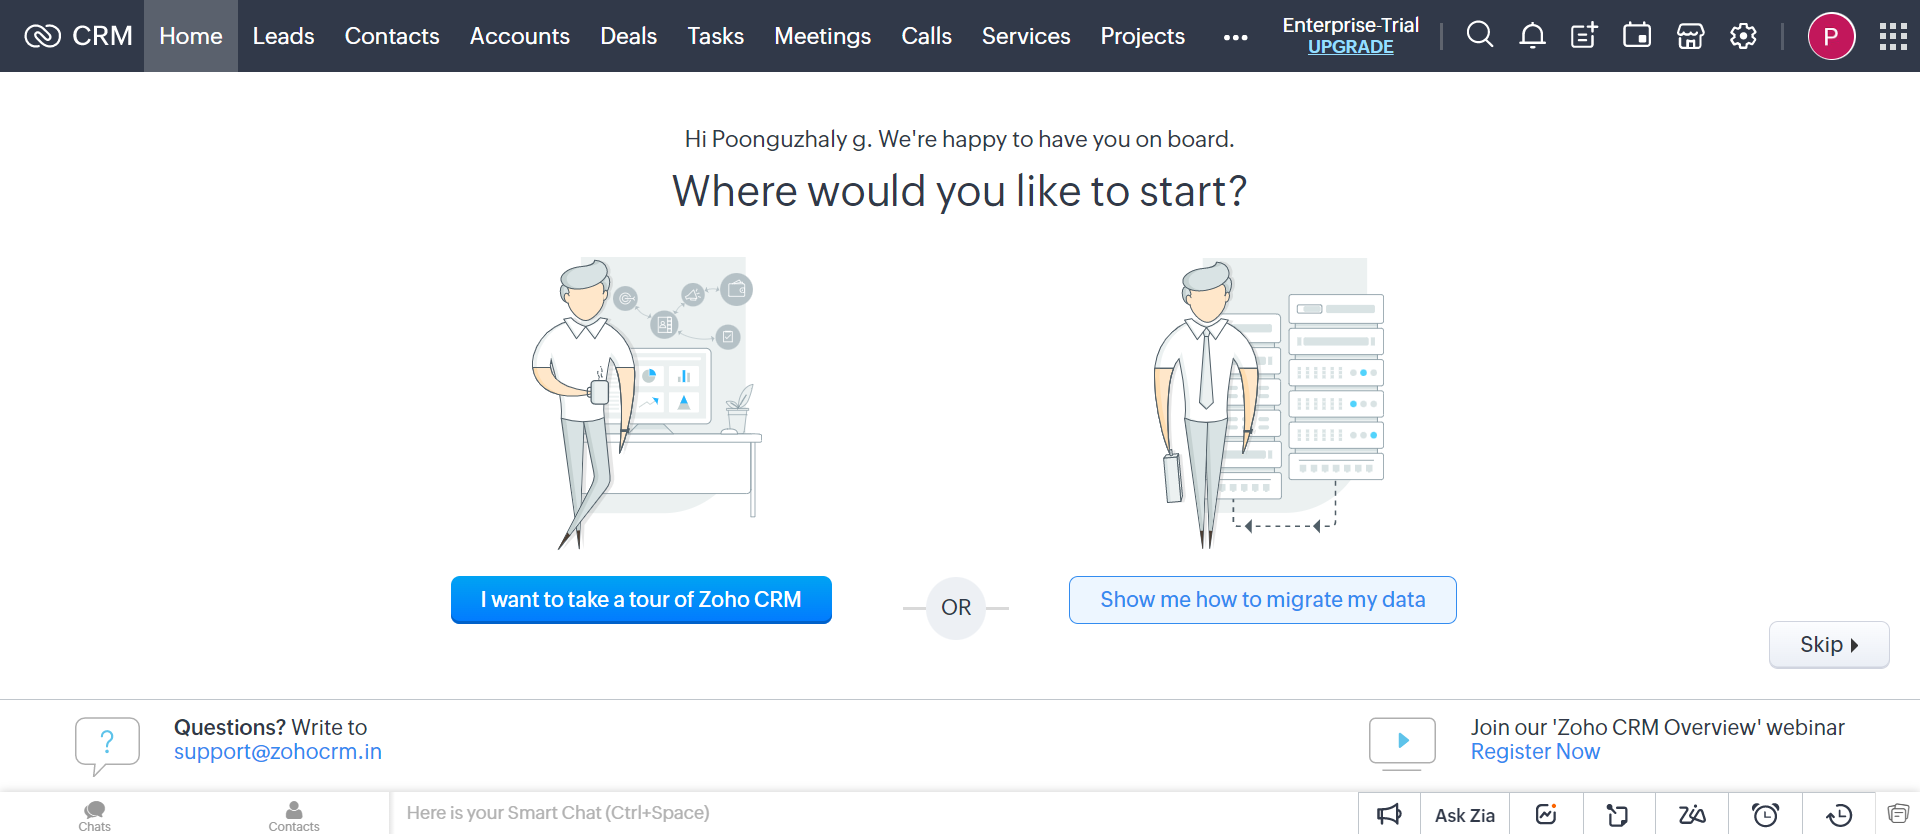 CRM Home Leads Contacts Accounts Deals Tasks Meetings Calls Services Projects ••• Enterprise-Trial P
UPGRADE
Hi Poonguzhaly g. We're happy to have you on board.
Where would you like to start?
I want to take a tour of Zoho CRM OR Show me how to migrate my data
Skip
? Questions? Write to
support@zohocrm.in
Join our 'Zoho CRM Overview' webinar
Register Now
Chats Contacts Here is your Smart Chat (Ctrl+Space) Ask Zia